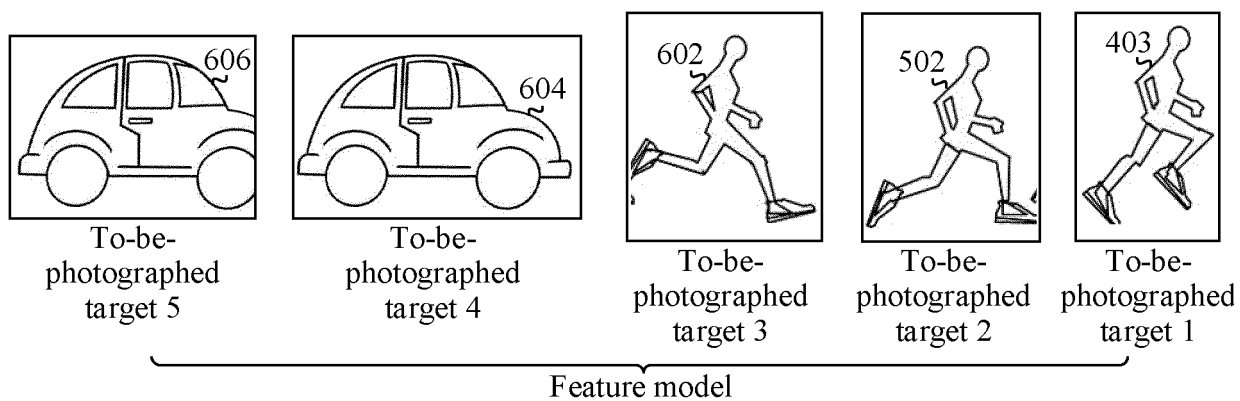 606
604
602
502
403
To-be-
photographed
target 5
To-be-
photographed
target 4
To-be-
photographed
target 3
To-be-
photographed
target 2
To-be-
photographed
target 1
Feature model